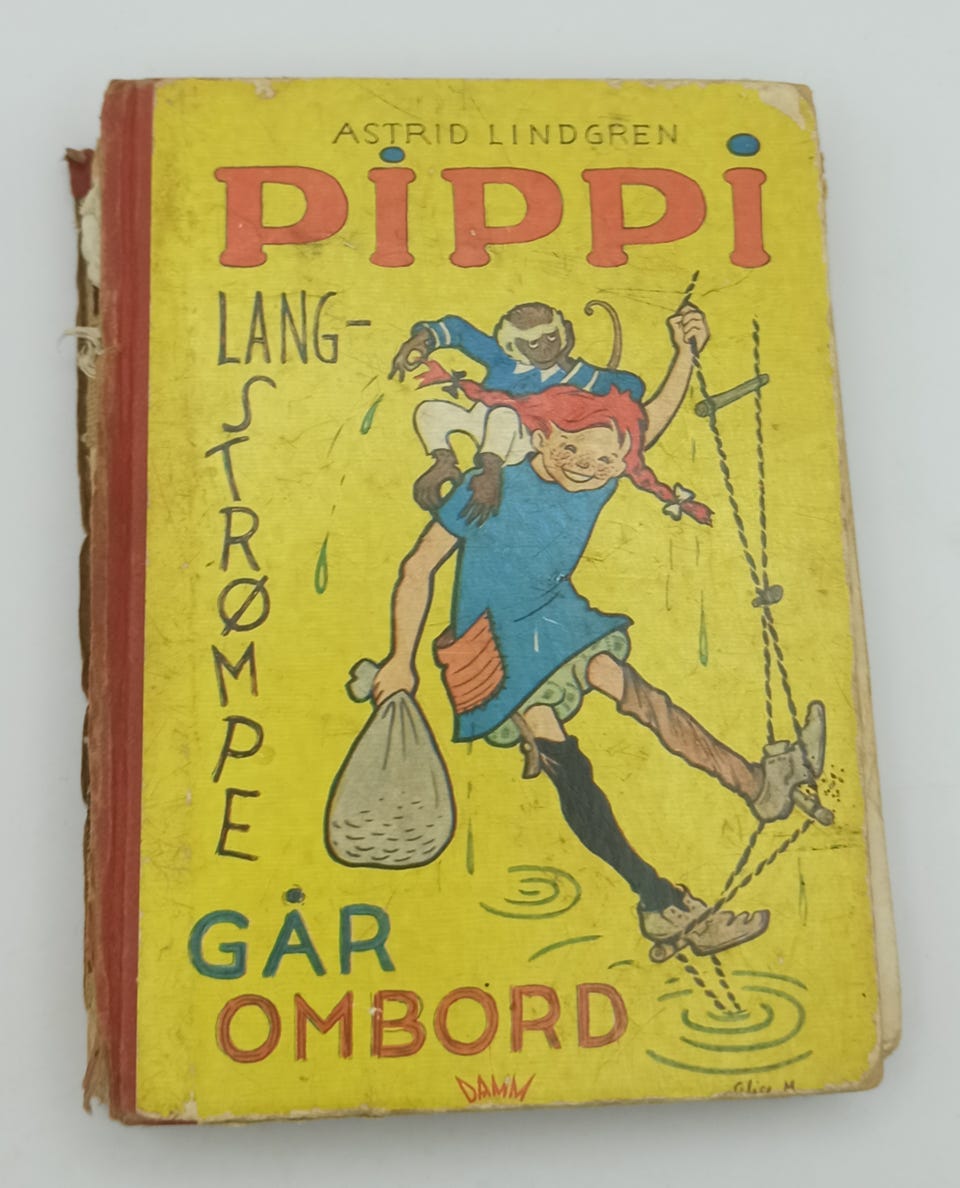 ASTRID LINDGREN
PIPPI
LANG-
STRØMPE
GÅR
OMBORD
DAMM